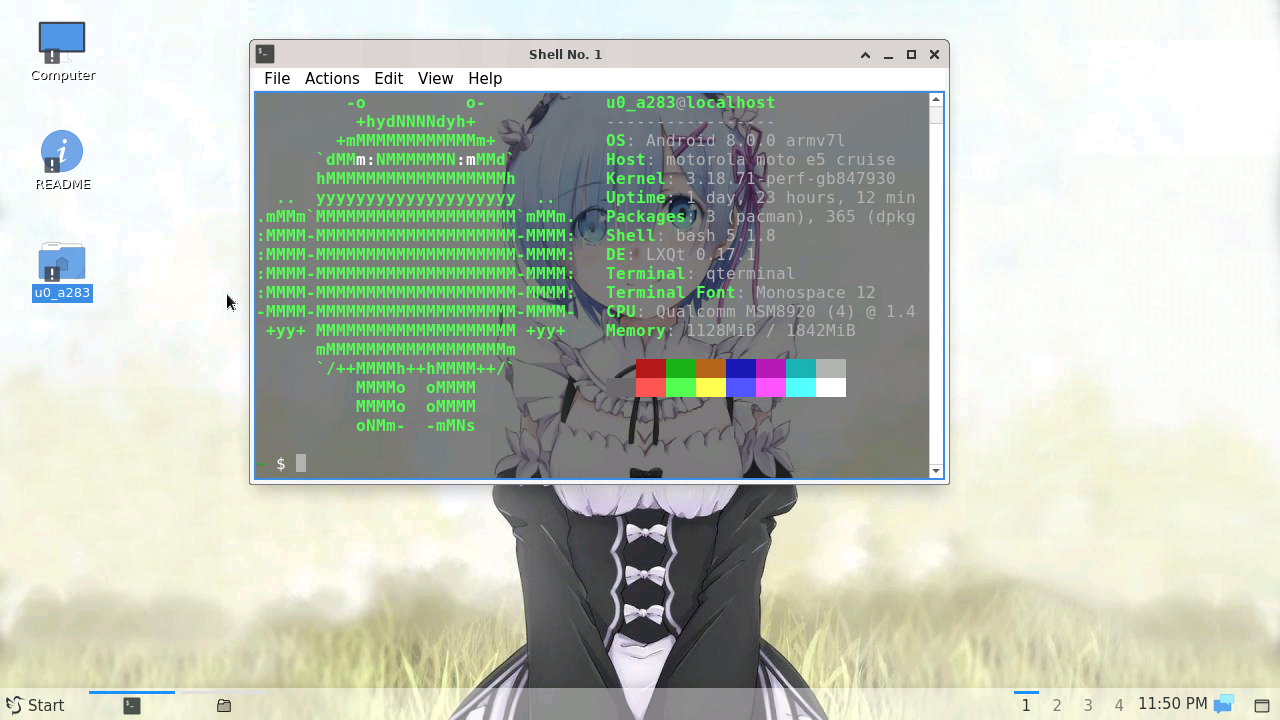 Computer
README
u0_a283
Shell No. 1
File Actions Edit View Help
-o o-
+hydNNNNdyh+
+mMMMMMMMMMMMMm+
`dMMm:NMMMMMMN:mMMd`
hMMMMMMMMMMMMMMMMMMh
.. yyyyyyyyyyyyyyyyyyyy ..
.mMMm`MMMMMMMMMMMMMMMMMMMM`mMMm.
:MMMM-MMMMMMMMMMMMMMMMMMMM-MMMM:
:MMMM-MMMMMMMMMMMMMMMMMMMM-MMMM:
:MMMM-MMMMMMMMMMMMMMMMMMMM-MMMM:
:MMMM-MMMMMMMMMMMMMMMMMMMM-MMMM:
-MMMM-MMMMMMMMMMMMMMMMMMMM-MMMM-
+yy+ MMMMMMMMMMMMMMMMMMMM +yy+
mMMMMMMMMMMMMMMMMMMm
`/++MMMMh++hMMMM++/`
MMMMo oMMMM
MMMMo oMMMM
oNMm- -mMNs
u0_a283@localhost
-----------------
OS: Android 8.0.0 armv7l
Host: motorola moto e5 cruise
Kernel: 3.18.71-perf-gb847930
Uptime: 1 day, 23 hours, 12 min
Packages: 3 (pacman), 365 (dpkg
Shell: bash 5.1.8
DE: LXQt 0.17.1
Terminal: qterminal
Terminal Font: Monospace 12
CPU: Qualcomm MSM8920 (4) @ 1.4
Memory: 1128MiB / 1842MiB
~ $
Start
1 2 3 4 11:50 PM